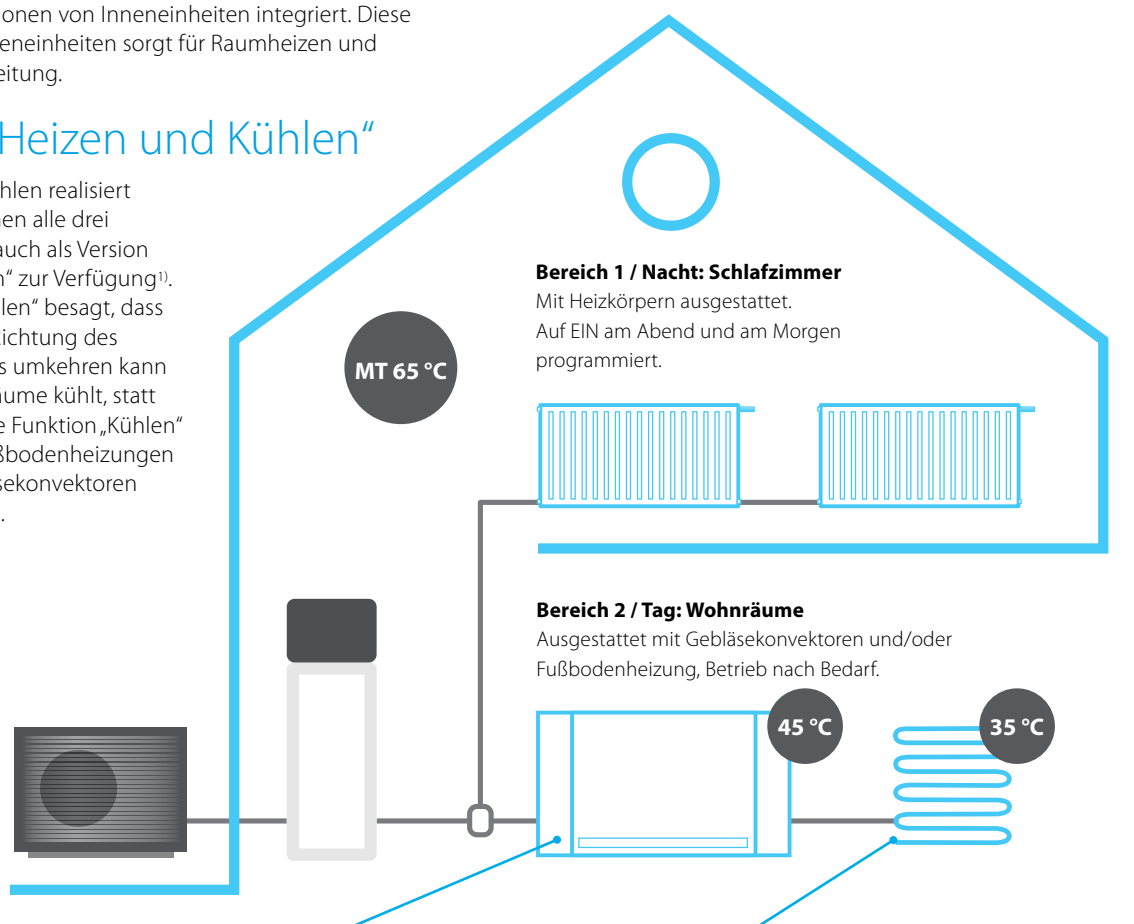 onen von Inneneinheiten integriert. Diese
eneinheiten sorgt für Raumheizen und
eitung.
Heizen und Kühlen“
hlen realisiert
en alle drei
auch als Version
n“ zur Verfügung¹⁾.
len“ besagt, dass
ichtung des
s umkehren kann
äume kühlt, statt
e Funktion „Kühlen“
ßbodenheizungen
sekonvektoren
.
MT 65 °C
Bereich 1 / Nacht: Schlafzimmer
Mit Heizkörpern ausgestattet.
Auf EIN am Abend und am Morgen
programmiert.
Bereich 2 / Tag: Wohnräume
Ausgestattet mit Gebläsekonvektoren und/oder
Fußbodenheizung, Betrieb nach Bedarf.
45 °C
35 °C